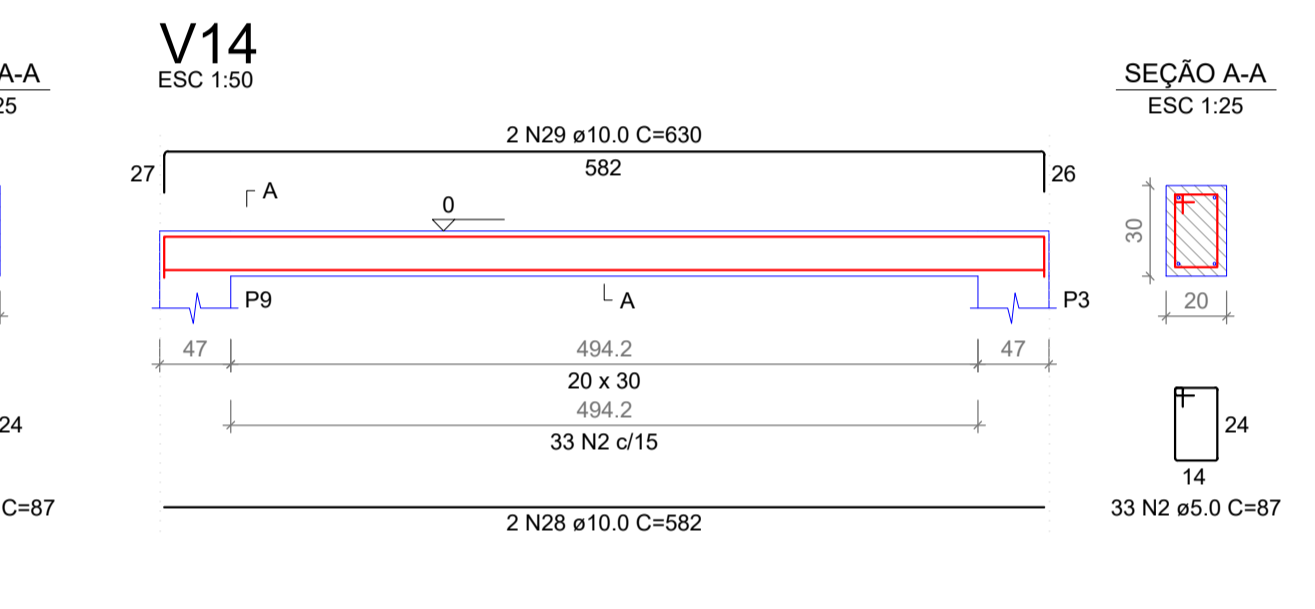 V14
ESC 1:50
A-A
25
SEÇÃO A-A
ESC 1:25
2 N29 ø10.0 C=630
27
582
26
A
0
30
P9
A
P3
20
47
494.2
47
20 x 30
494.2
24
33 N2 c/15
24
14
C=87
33 N2 ø5.0 C=87
2 N28 ø10.0 C=582